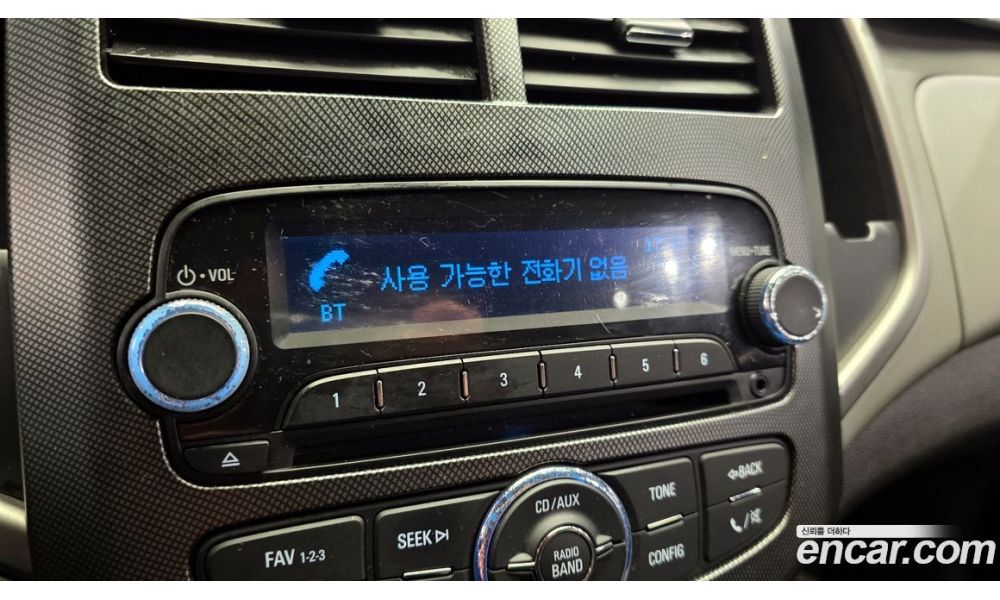 VOL
MENU•TUNE
사용 가능한 전화기 없음
BT
1 2 3 4 5 6
CD/AUX
TONE
BACK
SEEK
FAV 1-2-3
RADIO
BAND
CONFIG
신뢰를 더하다
encar.com